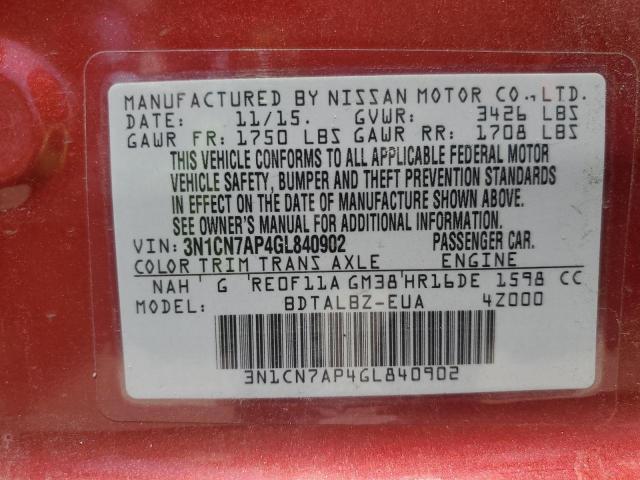 MANUFACTURED BY NISSAN MOTOR CO.,LTD.
DATE: 11/15. GVWR: 3426 LBS
GAWR FR: 1750 LBS GAWR RR: 1708 LBS
THIS VEHICLE CONFORMS TO ALL APPLICABLE FEDERAL MOTOR
VEHICLE SAFETY, BUMPER AND THEFT PREVENTION STANDARDS
IN EFFECT ON THE DATE OF MANUFACTURE SHOWN ABOVE.
SEE OWNER'S MANUAL FOR ADDITIONAL INFORMATION.
VIN: 3N1CN7AP4GL840902 PASSENGER CAR.
COLOR TRIM TRANS AXLE ENGINE
NAH G RE0F11A GM38 HR16DE 1598 CC
MODEL: BDTALBZ-EUA 4Z000
3N1CN7AP4GL840902